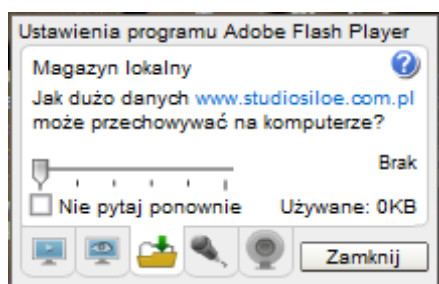 Ustawienia programu Adobe Flash Player
Magazyn lokalny
Jak dużo danych www.studiosiloe.com.pl
może przechowywać na komputerze?
Brak
Nie pytaj ponownie Używane: 0KB
Zamknij